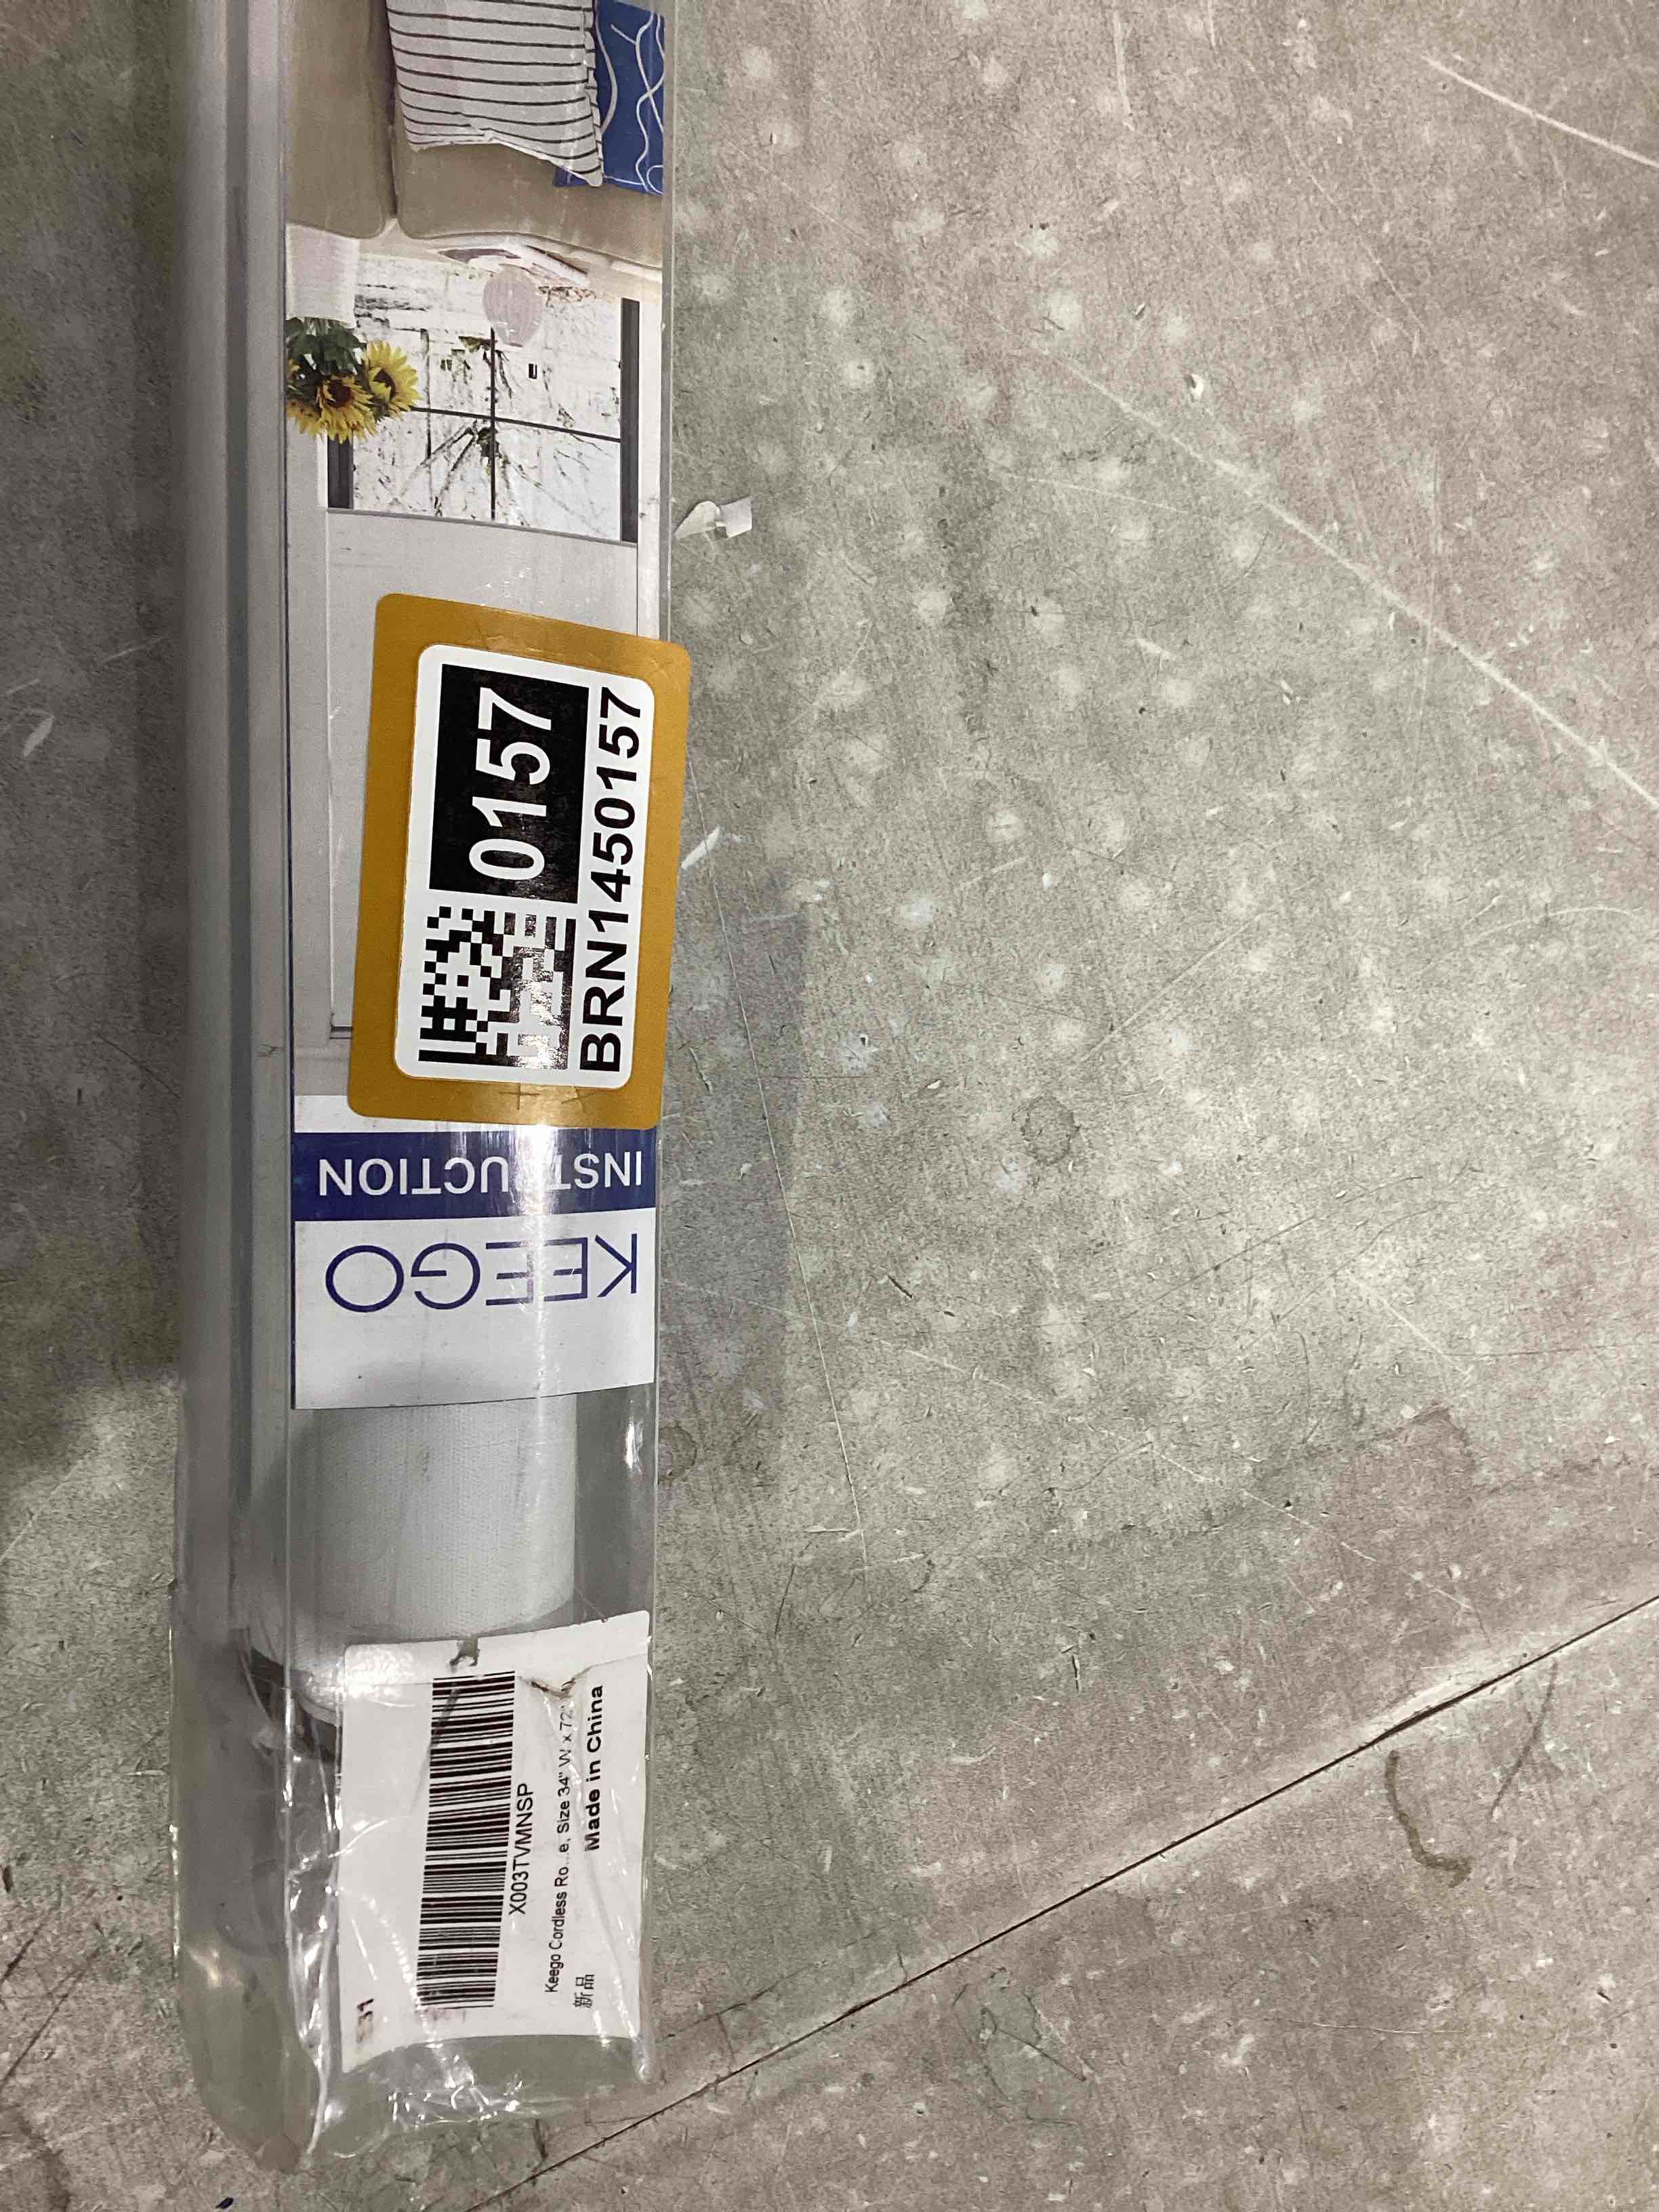 0157
BRN1450157
INSTRUCTION
KEEGO
X003TVMNSP
Keego Cordless Ro...e, Size 34" W x 72"
新品
Made in China